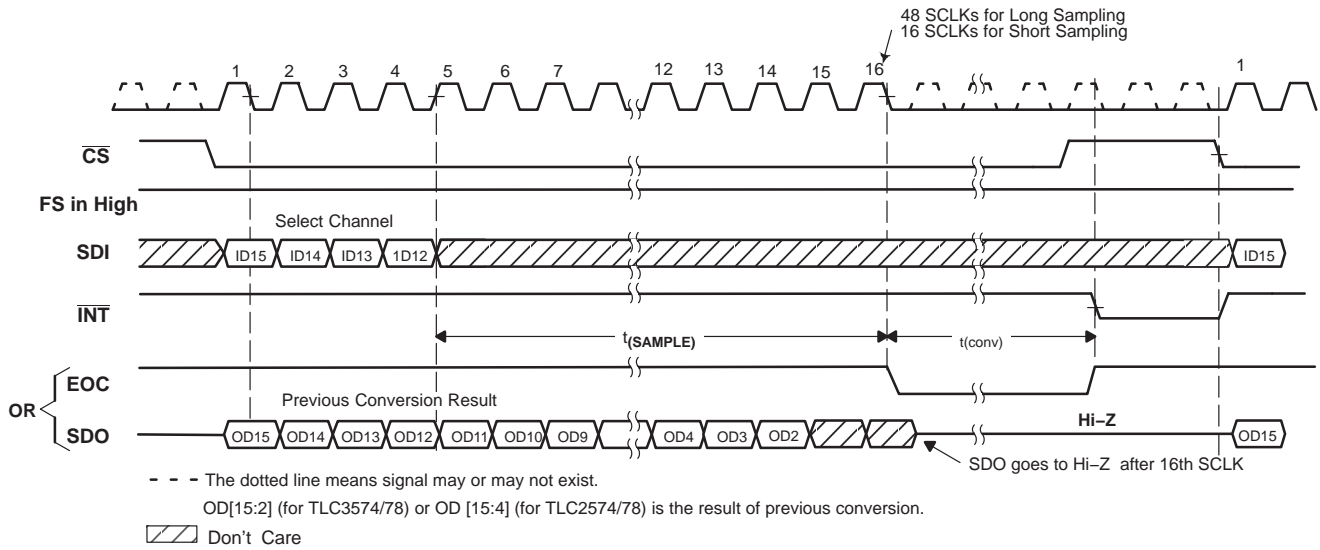 48 SCLKs for Long Sampling
16 SCLKs for Short Sampling
1 2 3 4 5 6 7 12 13 14 15 16 1
CS
FS in High
Select Channel
SDI ID15 ID14 ID13 1D12 ID15
INT
t(SAMPLE) t(conv)
EOC
OR
Previous Conversion Result
Hi–Z
SDO OD15 OD14 OD13 OD12 OD11 OD10 OD9 OD4 OD3 OD2 OD15
SDO goes to Hi–Z after 16th SCLK
- - - The dotted line means signal may or may not exist.
OD[15:2] (for TLC3574/78) or OD [15:4] (for TLC2574/78) is the result of previous conversion.
Don't Care